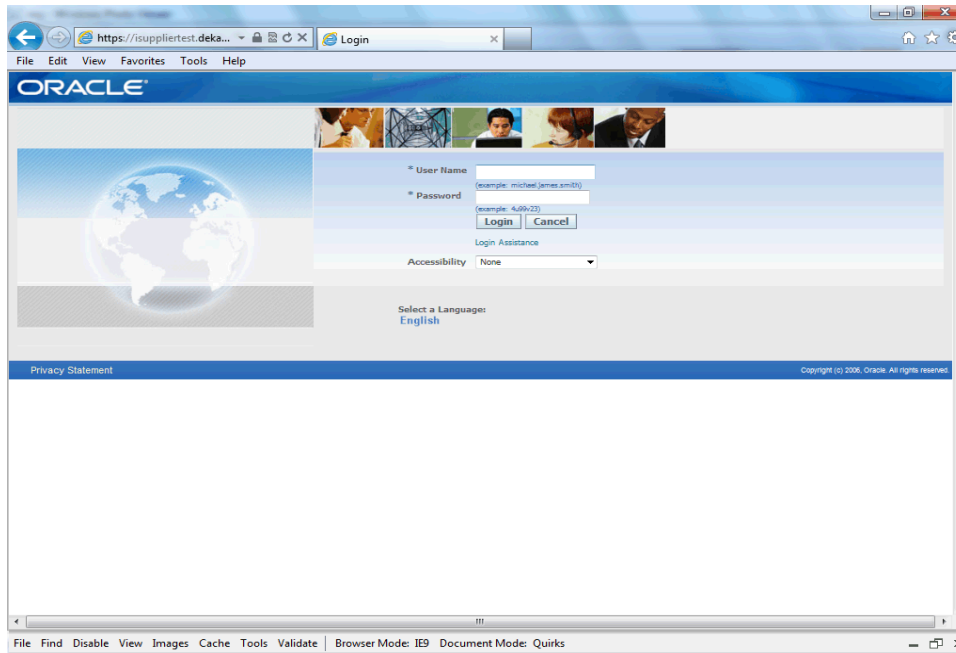 https://isuppliertest.deka...
Login
File Edit View Favorites Tools Help
ORACLE
* User Name
(example: michael.james.smith)
* Password
(example: 4u99v23)
Login Cancel
Login Assistance
Accessibility None
Select a Language:
English
Privacy Statement
Copyright (c) 2006, Oracle. All rights reserved.
File Find Disable View Images Cache Tools Validate Browser Mode: IE9 Document Mode: Quirks